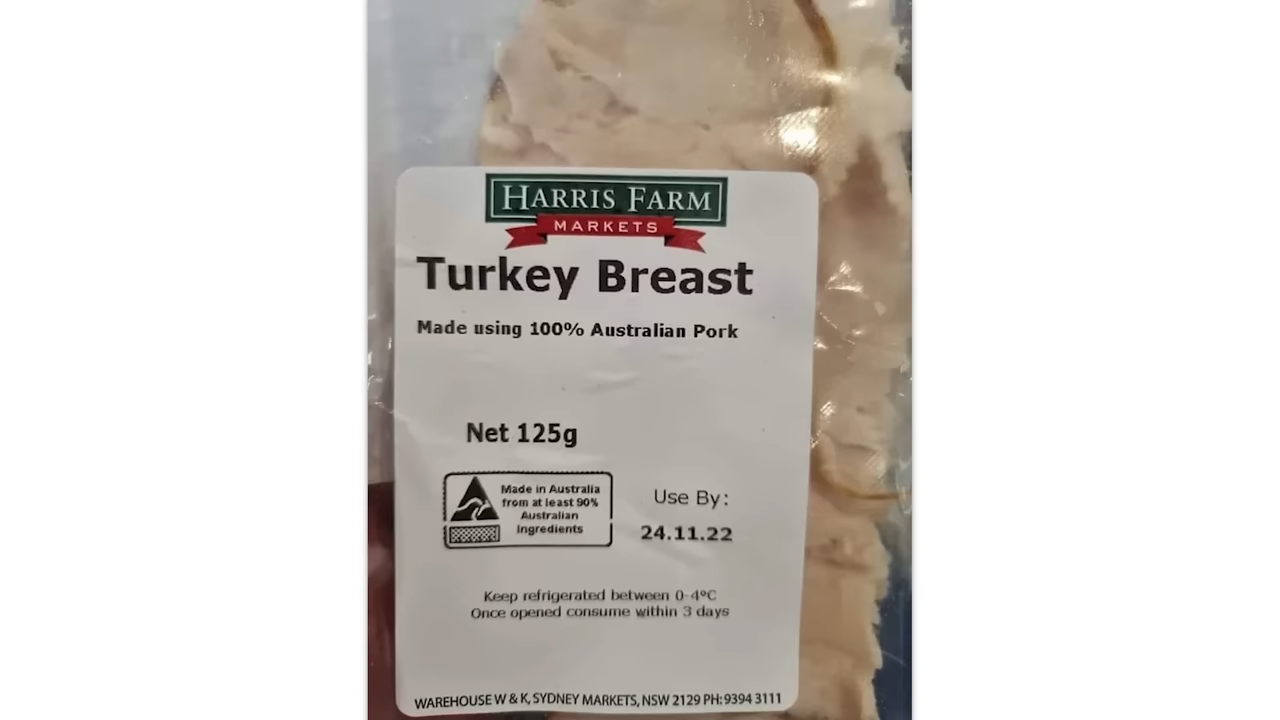 HARRIS FARM
MARKETS
Turkey Breast
Made using 100% Australian Pork
Net 125g
Made in Australia
from at least 90%
Australian
Ingredients
Use By:
24.11.22
Keep refrigerated between 0-4ºC
Once opened consume within 3 days
WAREHOUSE W & K, SYDNEY MARKETS, NSW 2129 PH: 9394 3111